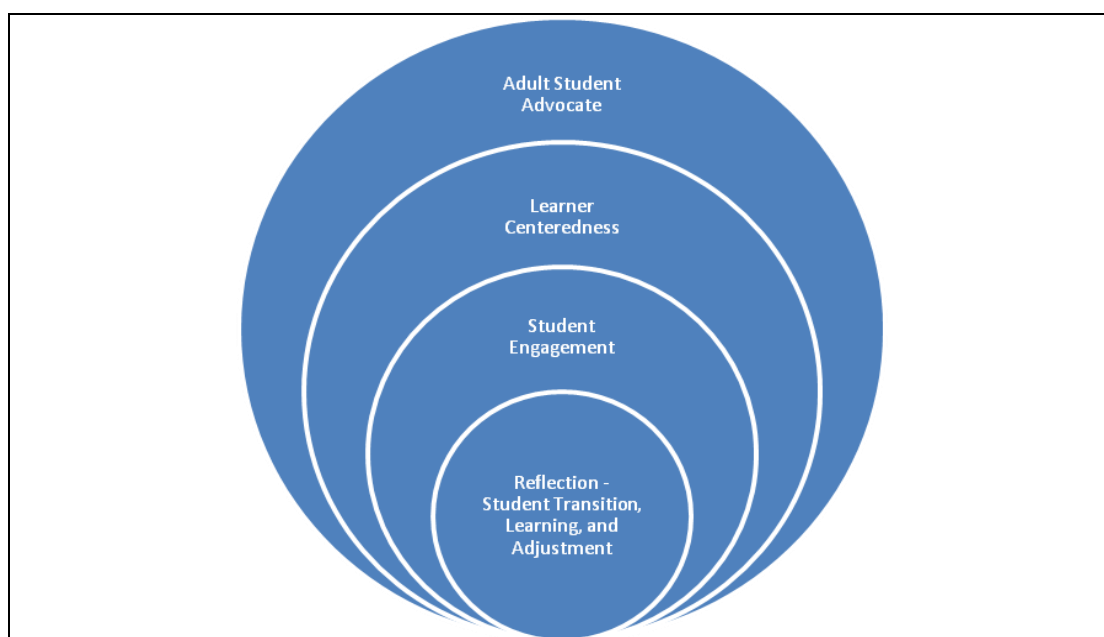 Adult Student
Advocate
Learner
Centeredness
Student
Engagement
Reflection -
Student Transition,
Learning, and
Adjustment